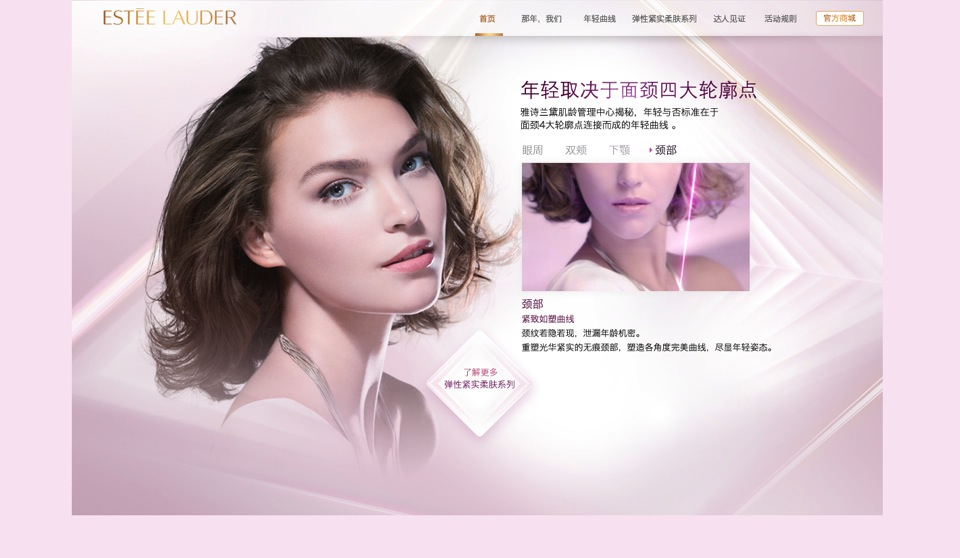 ESTĒE LAUDER
首页
那年，我们
年轻曲线
弹性紧实柔肤系列
达人见证
活动规则
官方商城
年轻取决于面颈四大轮廓点
雅诗兰黛肌龄管理中心揭秘，年轻与否标准在于
面颈4大轮廓点连接而成的年轻曲线 。
眼周
双颊
下颚
颈部
颈部
紧致如塑曲线
颈纹若隐若现，泄漏年龄机密。
重塑光华紧实的无痕颈部，塑造各角度完美曲线，尽显年轻姿态。
了解更多
弹性紧实柔肤系列